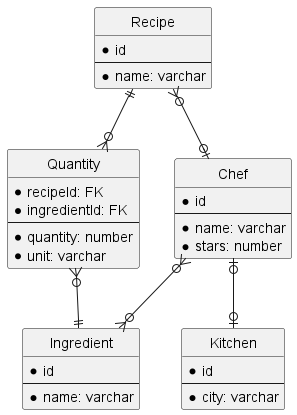 Recipe
id
name: varchar
Quantity
recipeId: FK
ingredientId: FK
quantity: number
unit: varchar
Chef
id
name: varchar
stars: number
Ingredient
id
name: varchar
Kitchen
id
city: varchar